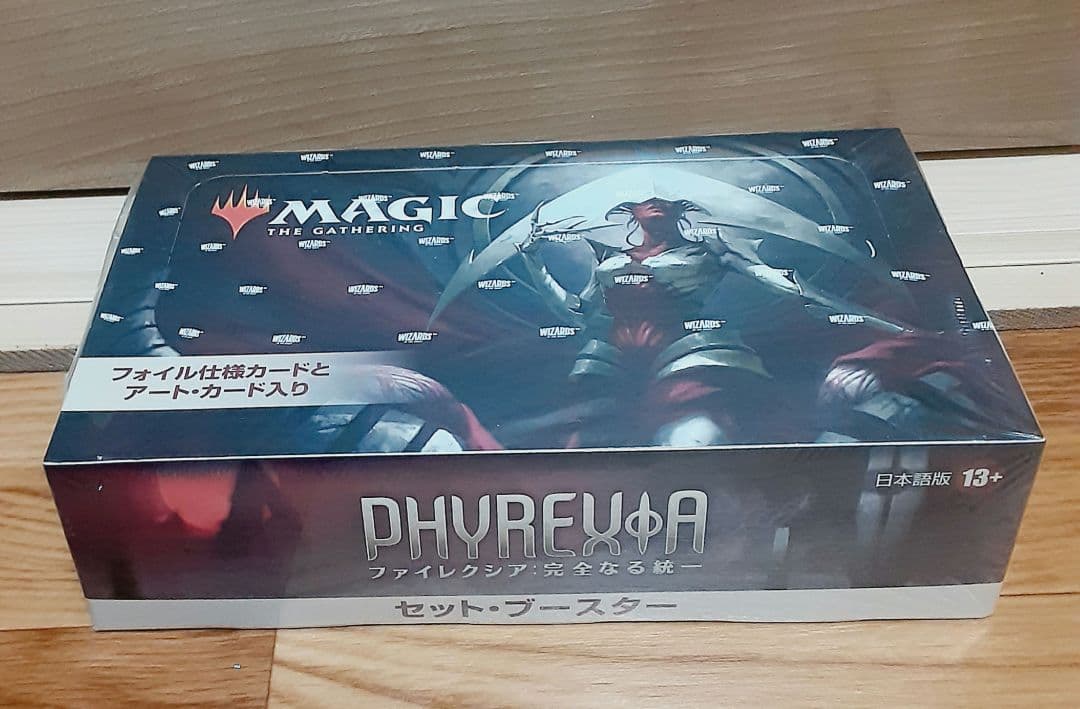 MAGIC
THE GATHERING
WIZARDS
フォイル仕様カードと
アート・カード入り
日本語版 13+
PHYREXIA
ファイレクシア:完全なる統一
セット・ブースター